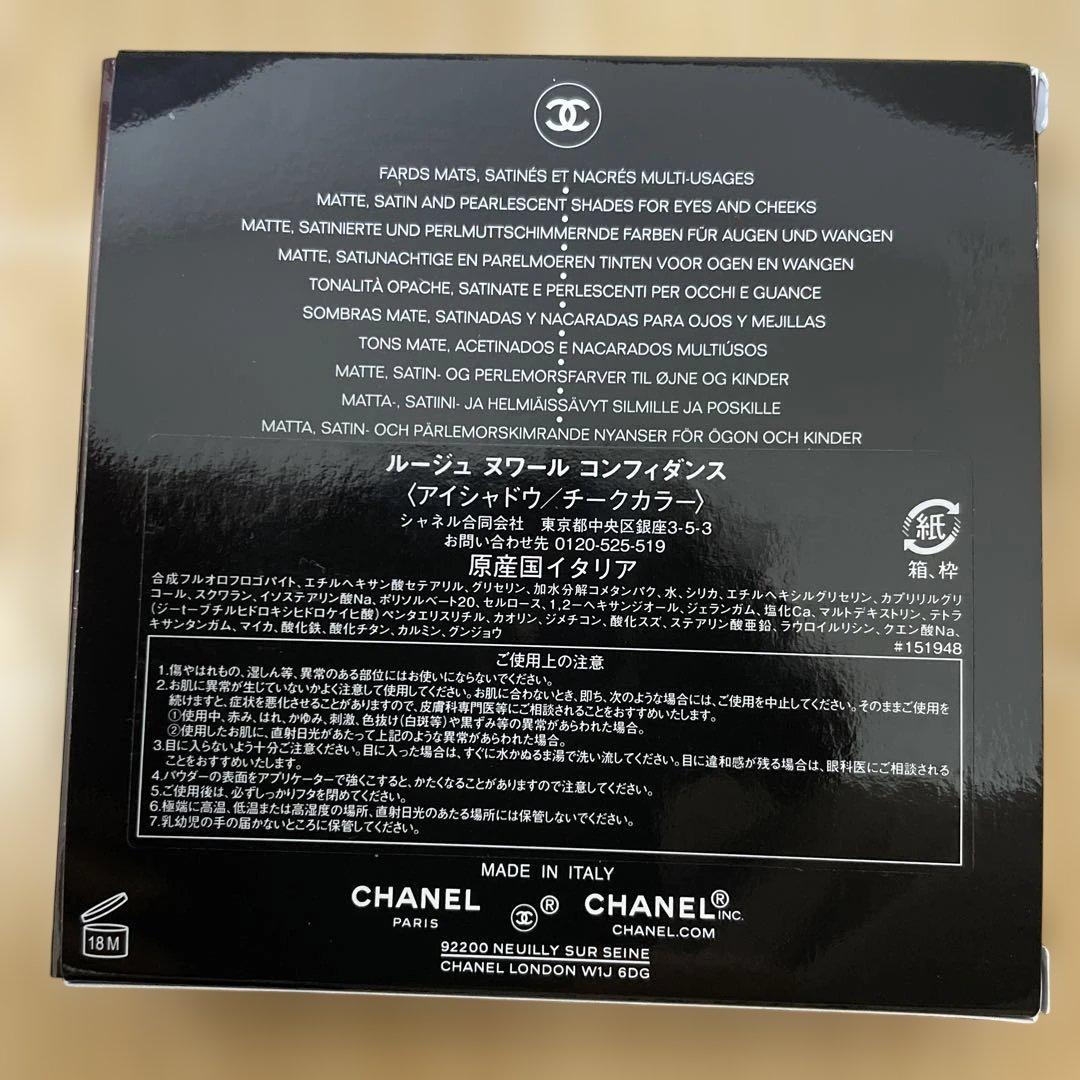 FARDS MATS, SATINÉS ET NACRÉS MULTI-USAGES
MATTE, SATIN AND PEARLESCENT SHADES FOR EYES AND CHEEKS
MATTE, SATINIERTE UND PERLMUTTSCHIMMERNDE FARBEN FÜR AUGEN UND WANGEN
MATTE, SATIJNACHTIGE EN PARELMOEREN TINTEN VOOR OGEN EN WANGEN
TONALITÀ OPACHE, SATINATE E PERLESCENTI PER OCCHI E GUANCE
SOMBRAS MATE, SATINADAS Y NACARADAS PARA OJOS Y MEJILLAS
TONS MATE, ACETINADOS E NACARADOS MULTIÚSOS
MATTE, SATIN- OG PERLEMORSFARVER TIL ØJNE OG KINDER
MATTA-, SATIINI- JA HELMIÄISSÄVYT SILMILLE JA POSKILLE
MATTA, SATIN- OCH PÄRLEMORSKIMRANDE NYANSER FÖR ÖGON OCH KINDER
ルージュ ヌワール コンフィダンス
〈アイシャドウ/チークカラー〉
シャネル合同会社 東京都中央区銀座3-5-3
お問い合わせ先 0120-525-519
原産国イタリア
紙
箱、枠
合成フルオロフロゴパイト、エチルヘキサン酸セテアリル、グリセリン、加水分解コメタンパク、水、シリカ、エチルヘキシルグリセリン、カプリリルグリ
コール、スクワラン、イソステアリン酸Na、ポリソルベート20、セルロース、1,2-ヘキサンジオール、ジェランガム、塩化Ca、マルトデキストリン、テトラ
(ジ-t-ブチルヒドロキシヒドロケイヒ酸)ペンタエリスリチル、カオリン、ジメチコン、酸化スズ、ステアリン酸亜鉛、ラウロイルリシン、クエン酸Na、
キサンタンガム、マイカ、酸化鉄、酸化チタン、カルミン、グンジョウ
#151948
ご使用上の注意
1.傷やはれもの、湿しん等、異常のある部位にはお使いにならないでください。
2.お肌に異常が生じていないかよく注意して使用してください。お肌に合わないとき、即ち、次のような場合には、ご使用を中止してください。そのままご使用を
続けますと、症状を悪化させることがありますので、皮膚科専門医等にご相談されることをおすすめいたします。
①使用中、赤み、はれ、かゆみ、刺激、色抜け(白斑等)や黒ずみ等の異常があらわれた場合。
②使用したお肌に、直射日光があたって上記のような異常があらわれた場合。
3.目に入らないよう十分ご注意ください。目に入った場合は、すぐに水かぬるま湯で洗い流してください。目に違和感が残る場合は、眼科医にご相談される
ことをおすすめいたします。
4.パウダーの表面をアプリケーターで強くこすると、かたくなることがありますので注意してください。
5.ご使用後は、必ずしっかりフタを閉めてください。
6.極端に高温、低温または高湿度の場所、直射日光のあたる場所には保管しないでください。
7.乳幼児の手の届かないところに保管してください。
MADE IN ITALY
CHANEL ® CHANEL® INC.
PARIS CHANEL.COM
92200 NEUILLY SUR SEINE
CHANEL LONDON W1J 6DG
18 M